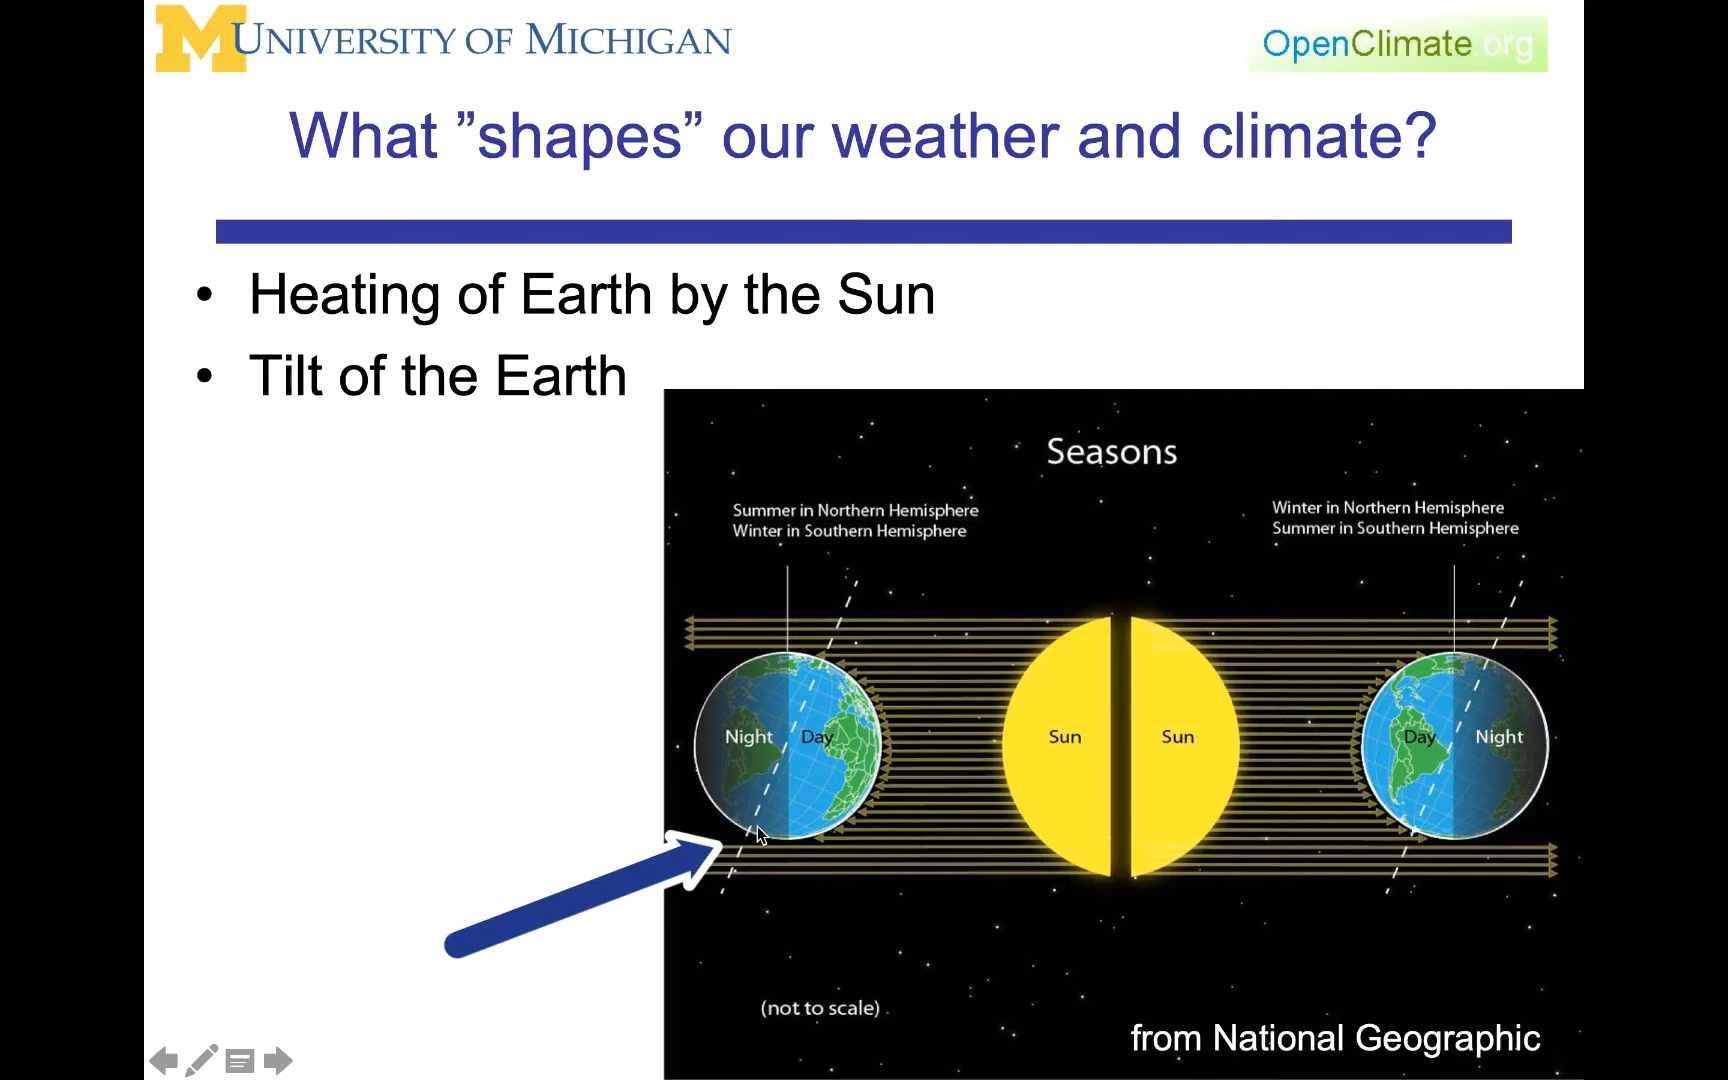 UNIVERSITY OF MICHIGAN
OpenClimate.org
What ”shapes” our weather and climate?
• Heating of Earth by the Sun
• Tilt of the Earth
Seasons
Summer in Northern Hemisphere
Winter in Southern Hemisphere
Winter in Northern Hemisphere
Summer in Southern Hemisphere
Night Day
Sun
Sun
Day Night
(not to scale)
from National Geographic